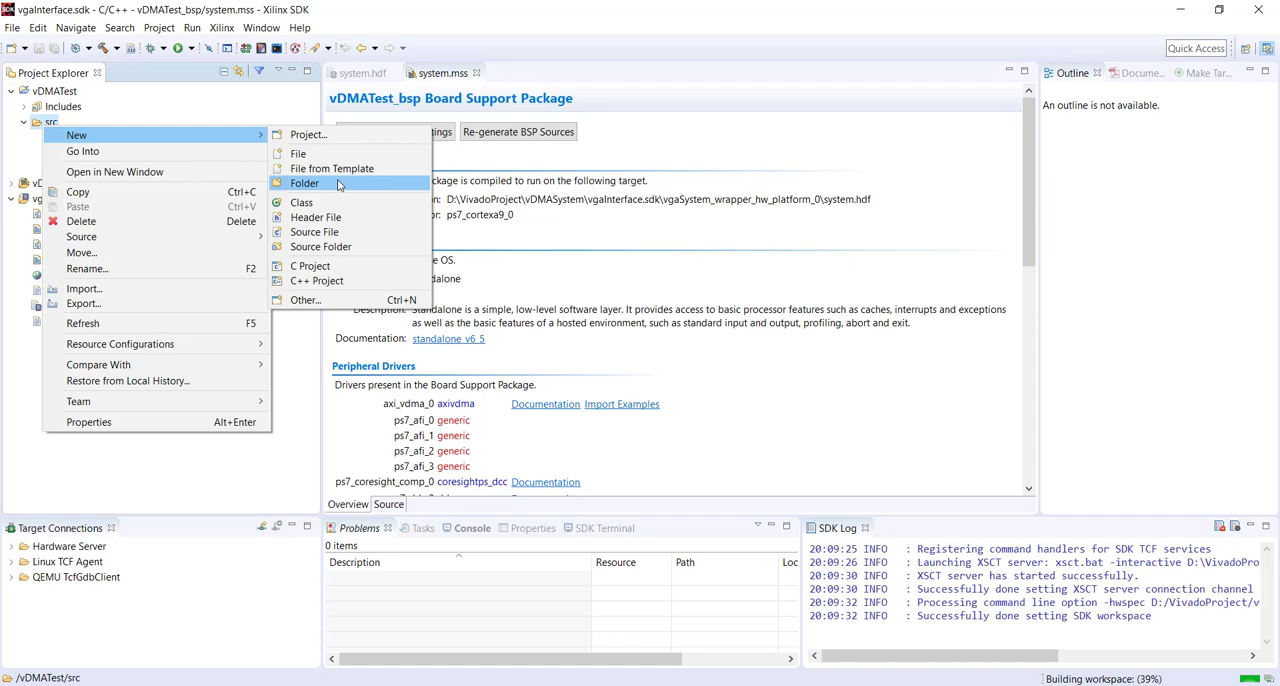 vgaInterface.sdk - C/C++ - vDMATest_bsp/system.mss - Xilinx SDK
File Edit Navigate Search Project Run Xilinx Window Help
Quick Access
Project Explorer
vDMATest
Includes
src
New
Go Into
Open in New Window
Copy Ctrl+C
Paste Ctrl+V
Delete Delete
Source
Move...
Rename... F2
Import...
Export...
Refresh F5
Resource Configurations
Compare With
Restore from Local History...
Team
Properties Alt+Enter
Project...
File
File from Template
Folder
Class
Header File
Source File
Source Folder
C Project
C++ Project
Other... Ctrl+N
system.hdf system.mss
vDMATest_bsp Board Support Package
tings Re-generate BSP Sources
ckage is compiled to run on the following target.
on: D:\VivadoProject\vDMASystem\vgaInterface.sdk\vgaSystem_wrapper_hw_platform_0\system.hdf
or: ps7_cortexa9_0
e OS.
dalone
Description: Standalone is a simple, low-level software layer. It provides access to basic processor features such as caches, interrupts and exceptions
as well as the basic features of a hosted environment, such as standard input and output, profiling, abort and exit.
Documentation: standalone_v6_5
Peripheral Drivers
Drivers present in the Board Support Package.
axi_vdma_0 axivdma Documentation Import Examples
ps7_afi_0 generic
ps7_afi_1 generic
ps7_afi_2 generic
ps7_afi_3 generic
ps7_coresight_comp_0 coresightps_dcc Documentation
Overview Source
Outline Docume... Make Tar...
An outline is not available.
Target Connections
Hardware Server
Linux TCF Agent
QEMU TcfGdbClient
Problems Tasks Console Properties SDK Terminal
0 items
Description Resource Path Loc
SDK Log
20:09:25 INFO : Registering command handlers for SDK TCF services
20:09:26 INFO : Launching XSCT server: xsct.bat -interactive D:\VivadoPro
20:09:30 INFO : XSCT server has started successfully.
20:09:30 INFO : Successfully done setting XSCT server connection channel
20:09:32 INFO : Processing command line option -hwspec D:/VivadoProject/v
20:09:32 INFO : Successfully done setting SDK workspace
/vDMATest/src
Building workspace: (39%)